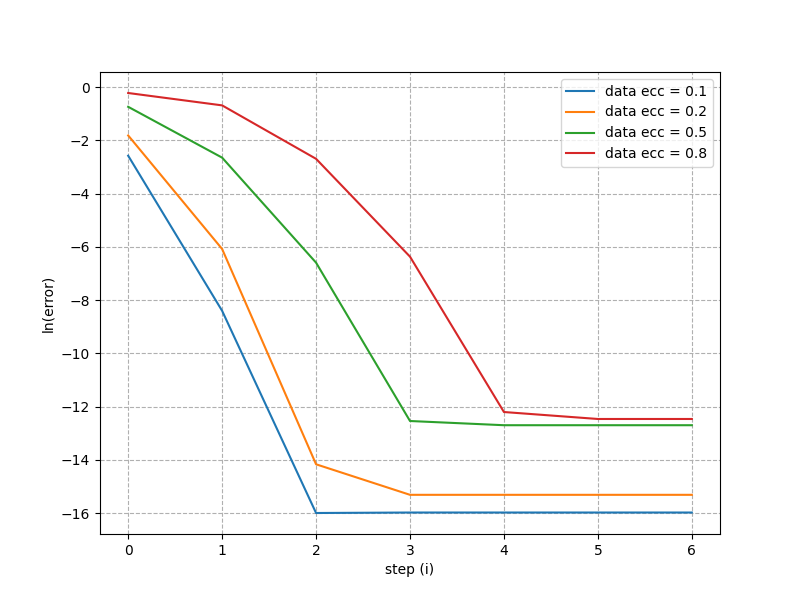 data ecc = 0.1
data ecc = 0.2
data ecc = 0.5
data ecc = 0.8
0
−2
−4
−6
−8
−10
−12
−14
−16
ln(error)
0 1 2 3 4 5 6
step (i)